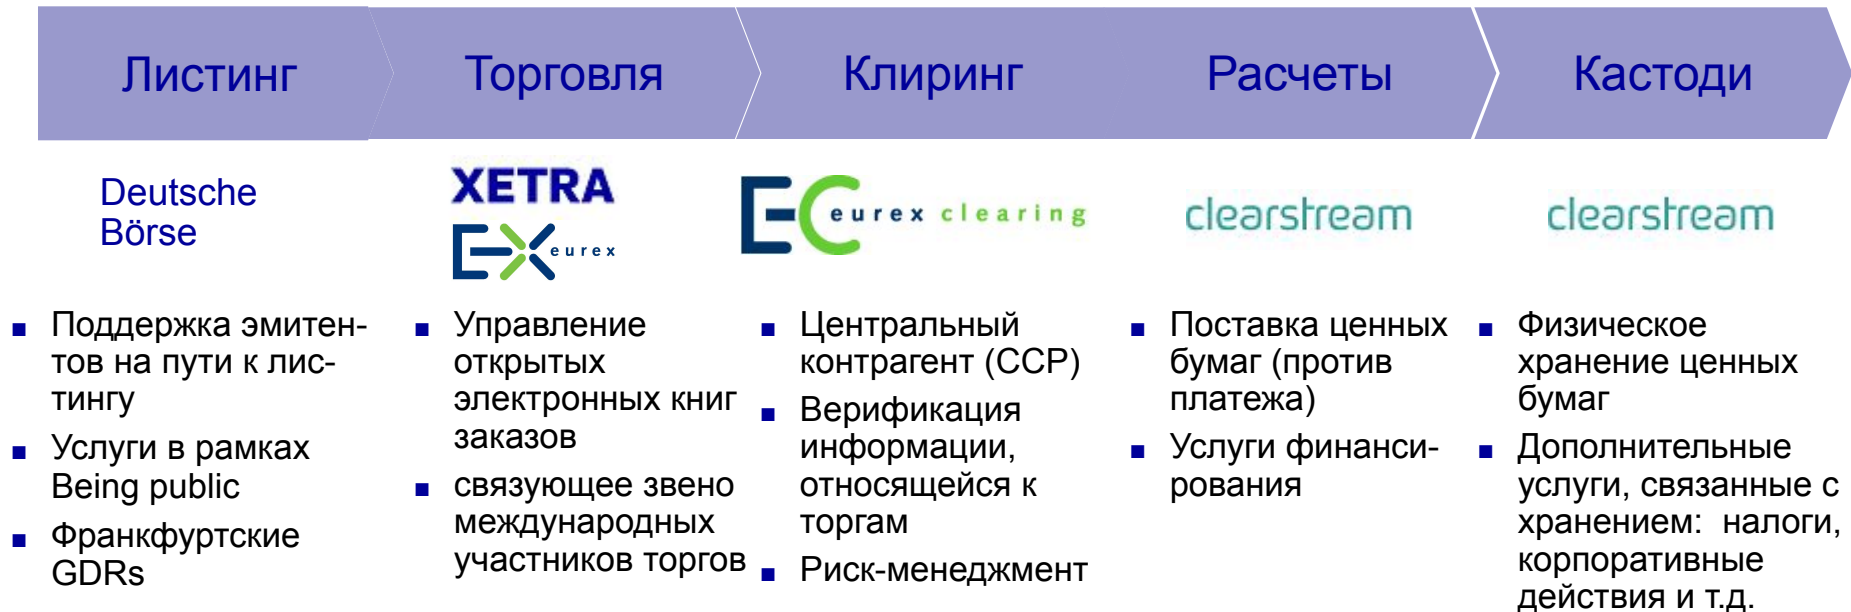 Листинг
Торговля
Клиринг
Расчеты
Кастоди
Deutsche
Börse
XETRA
EX eurex
EC eurex clearing
clearstream
clearstream
■ Поддержка эмитен-
тов на пути к лис-
тингу
■ Услуги в рамках
Being public
■ Франкфуртские
GDRs
■ Управление
открытых
электронных книг
заказов
■ связующее звено
международных
участников торгов
■ Центральный
контрагент (ССР)
■ Верификация
информации,
относящейся к
торгам
■ Риск-менеджмент
■ Поставка ценных
бумаг (против
платежа)
■ Услуги финанси-
рования
■ Физическое
хранение ценных
бумаг
■ Дополнительные
услуги, связанные с
хранением: налоги,
корпоративные
действия и т.д.